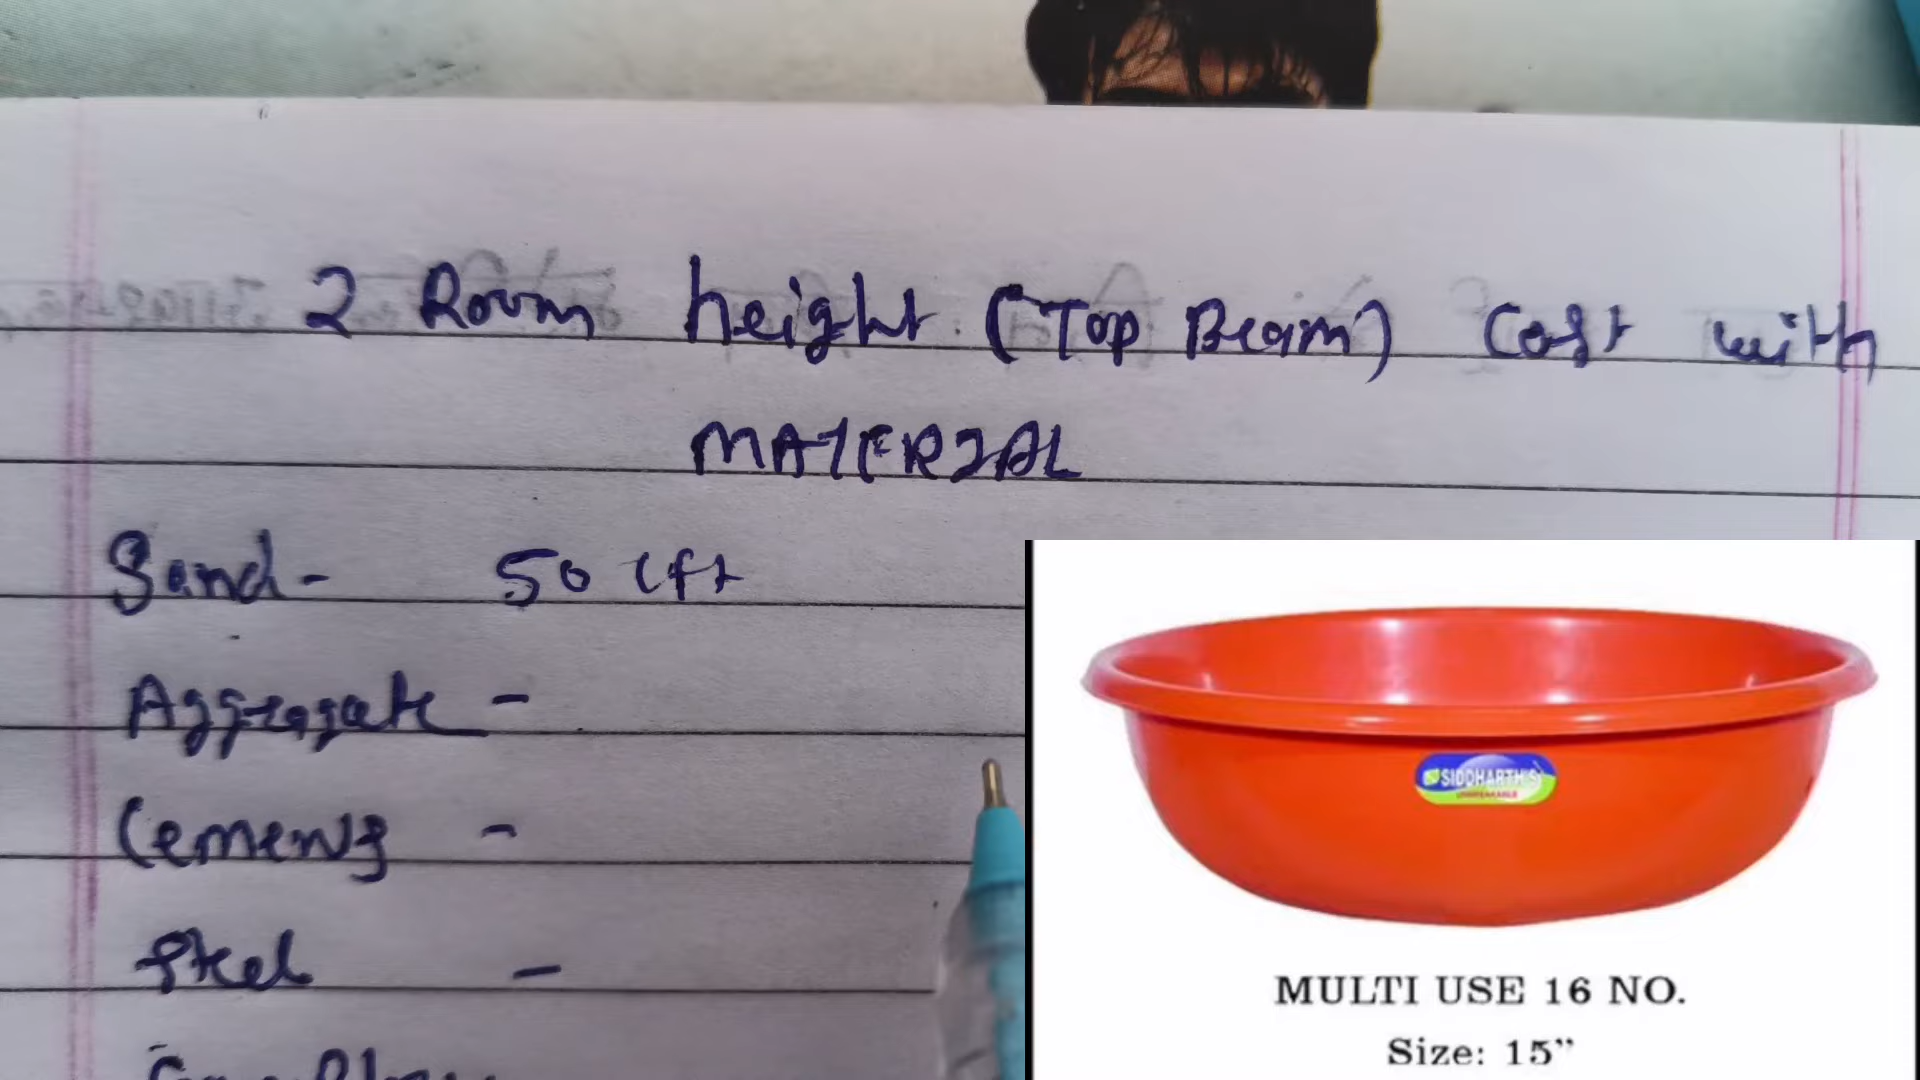 2 Room height (Top Beam) Cost with
MATERIAL
Sand - 50 Cft
Aggregate -
Cement -
Steel -
SIDDHARTH'S
UNBREAKABLE
MULTI USE 16 NO.
Size: 15”